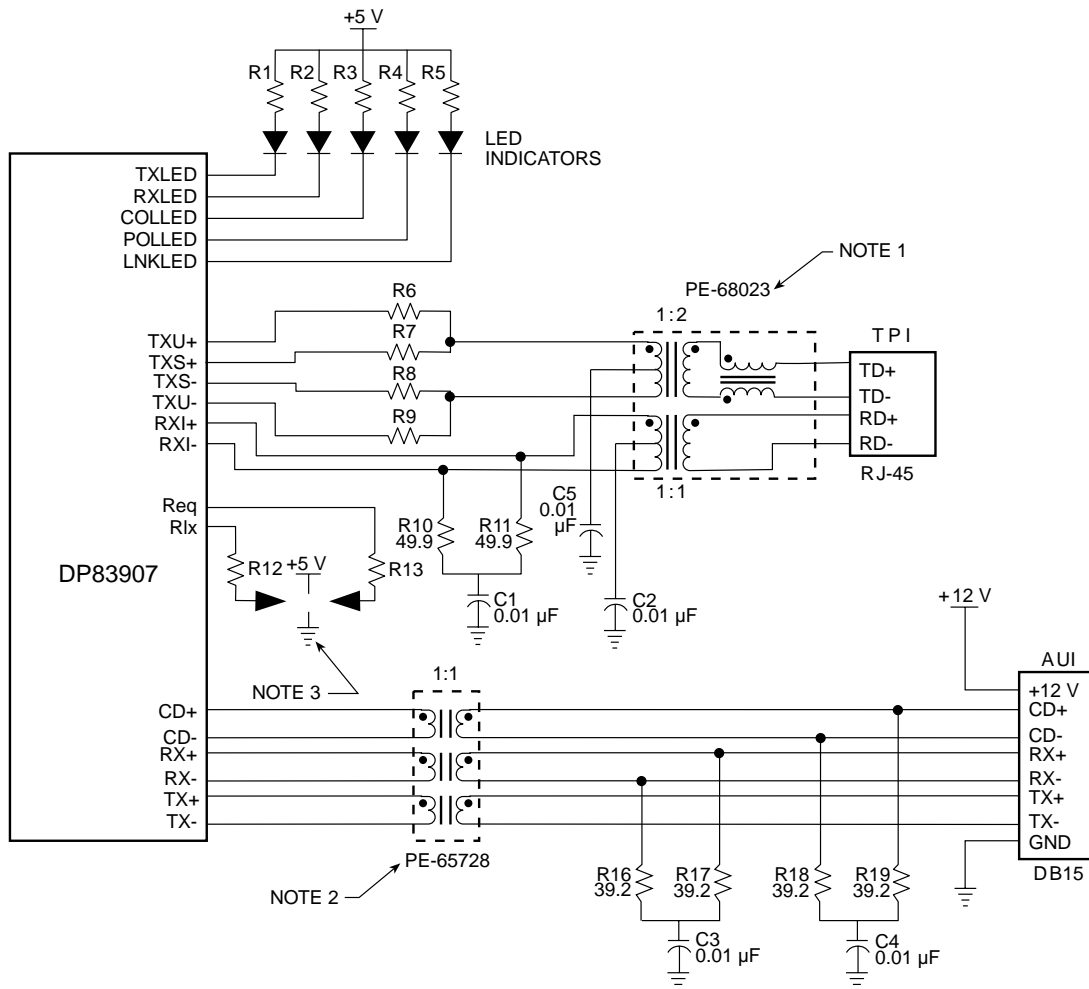 +5 V
R1
R2
R3
R4
R5
LED
INDICATORS
TXLED
RXLED
COLLED
POLLED
LNKLED
NOTE 1
PE-68023
R6
1:2
TPI
R7
TXU+
TXS+
TXS-
TXU-
RXI+
RXI-
R8
R9
TD+
TD-
RD+
RD-
RJ-45
1:1
C5
0.01
µF
R10
49.9
R11
49.9
Req
RIx
R12
+5 V
R13
DP83907
C1
0.01 µF
C2
0.01 µF
+12 V
NOTE 3
1:1
AUI
+12 V
CD+
CD-
RX+
RX-
TX+
TX-
CD+
CD-
RX+
RX-
TX+
TX-
GND
DB15
PE-65728
NOTE 2
R16
39.2
R17
39.2
R18
39.2
R19
39.2
C3
0.01 µF
C4
0.01 µF